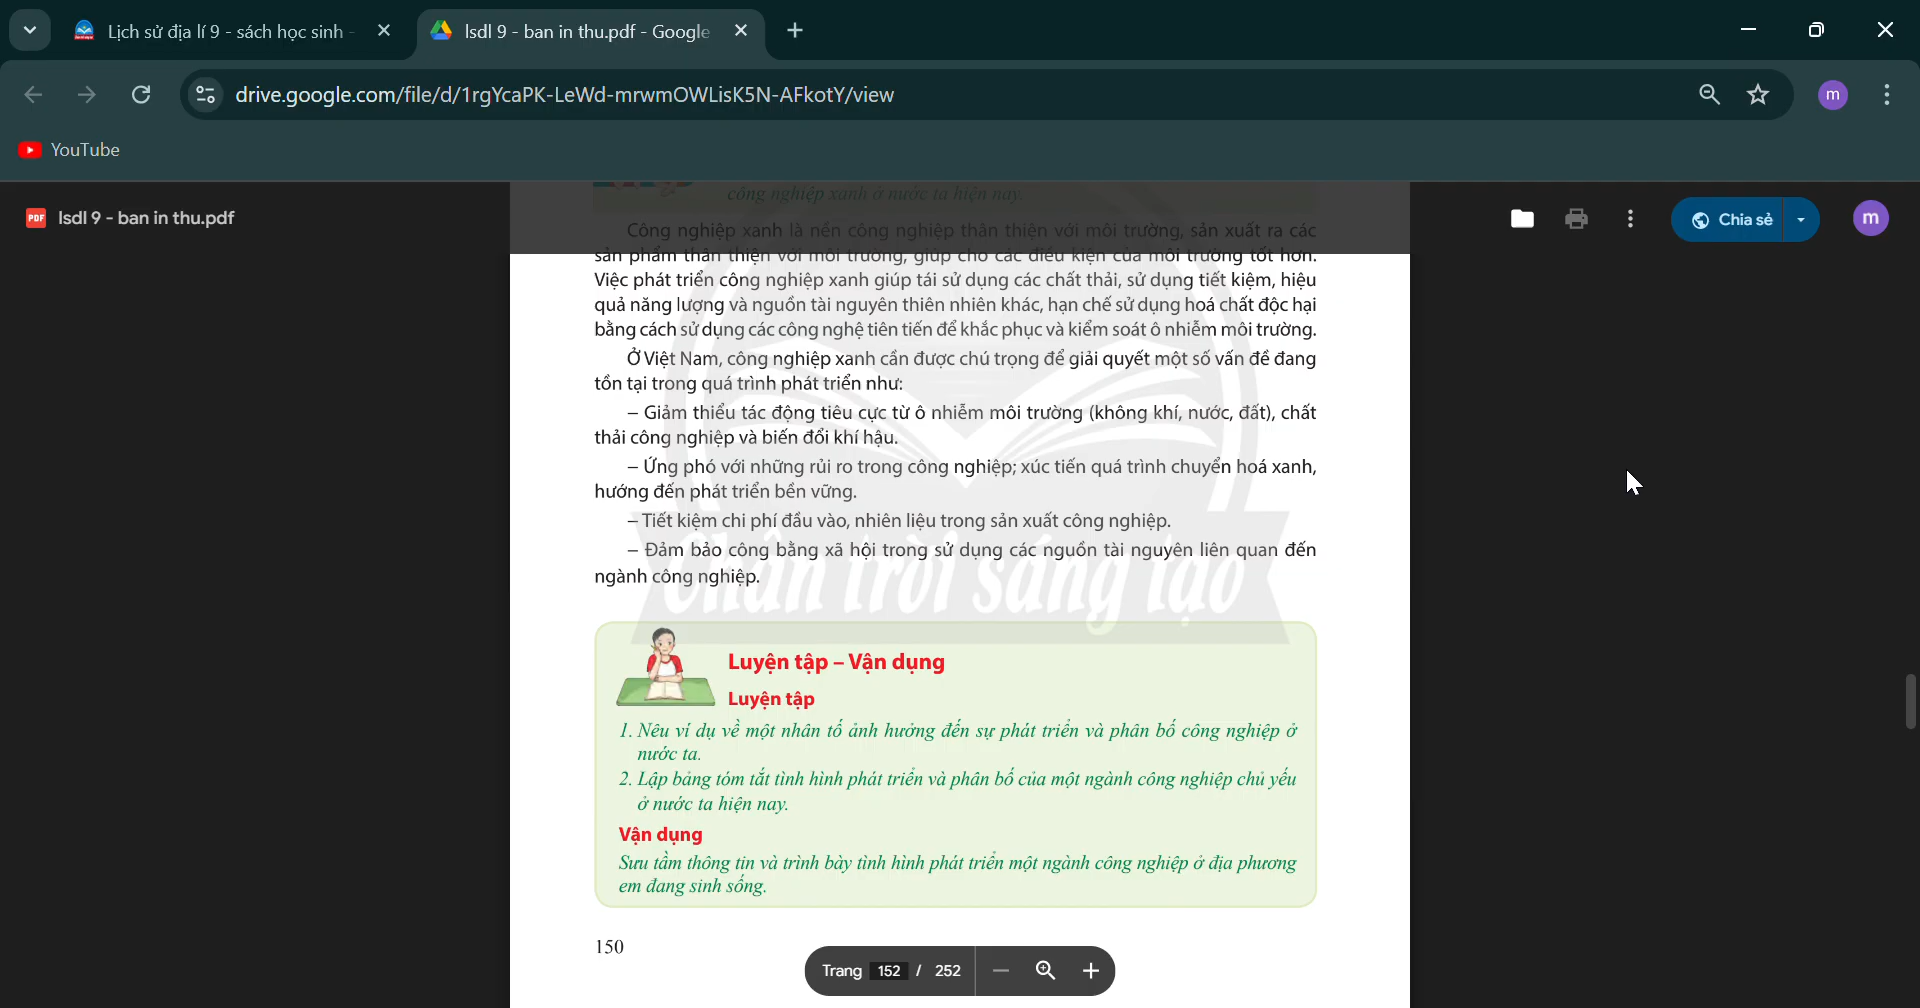 Lịch sử địa lí 9 - sách học sinh -
lsdl 9 - ban in thu.pdf - Google
drive.google.com/file/d/1rgYcaPK-LeWd-mrwmOWLisK5N-AFkotY/view
m
YouTube
PDF lsdl 9 - ban in thu.pdf
Chia sẻ
m
công nghiệp xanh ở nước ta hiện nay.
Công nghiệp xanh là nền công nghiệp thân thiện với môi trường, sản xuất ra các
sản phẩm thân thiện với môi trường, giúp cho các điều kiện của môi trường tốt hơn.
Việc phát triển công nghiệp xanh giúp tái sử dụng các chất thải, sử dụng tiết kiệm, hiệu
quả năng lượng và nguồn tài nguyên thiên nhiên khác, hạn chế sử dụng hoá chất độc hại
bằng cách sử dụng các công nghệ tiên tiến để khắc phục và kiểm soát ô nhiễm môi trường.
Ở Việt Nam, công nghiệp xanh cần được chú trọng để giải quyết một số vấn đề đang
tồn tại trong quá trình phát triển như:
– Giảm thiểu tác động tiêu cực từ ô nhiễm môi trường (không khí, nước, đất), chất
thải công nghiệp và biến đổi khí hậu.
– Ứng phó với những rủi ro trong công nghiệp; xúc tiến quá trình chuyển hoá xanh,
hướng đến phát triển bền vững.
– Tiết kiệm chi phí đầu vào, nhiên liệu trong sản xuất công nghiệp.
– Đảm bảo công bằng xã hội trong sử dụng các nguồn tài nguyên liên quan đến
ngành công nghiệp.
Chân trời sáng tạo
Luyện tập – Vận dụng
Luyện tập
1. Nêu ví dụ về một nhân tố ảnh hưởng đến sự phát triển và phân bố công nghiệp ở
nước ta.
2. Lập bảng tóm tắt tình hình phát triển và phân bố của một ngành công nghiệp chủ yếu
ở nước ta hiện nay.
Vận dụng
Sưu tầm thông tin và trình bày tình hình phát triển một ngành công nghiệp ở địa phương
em đang sinh sống.
150
Trang 152 / 252